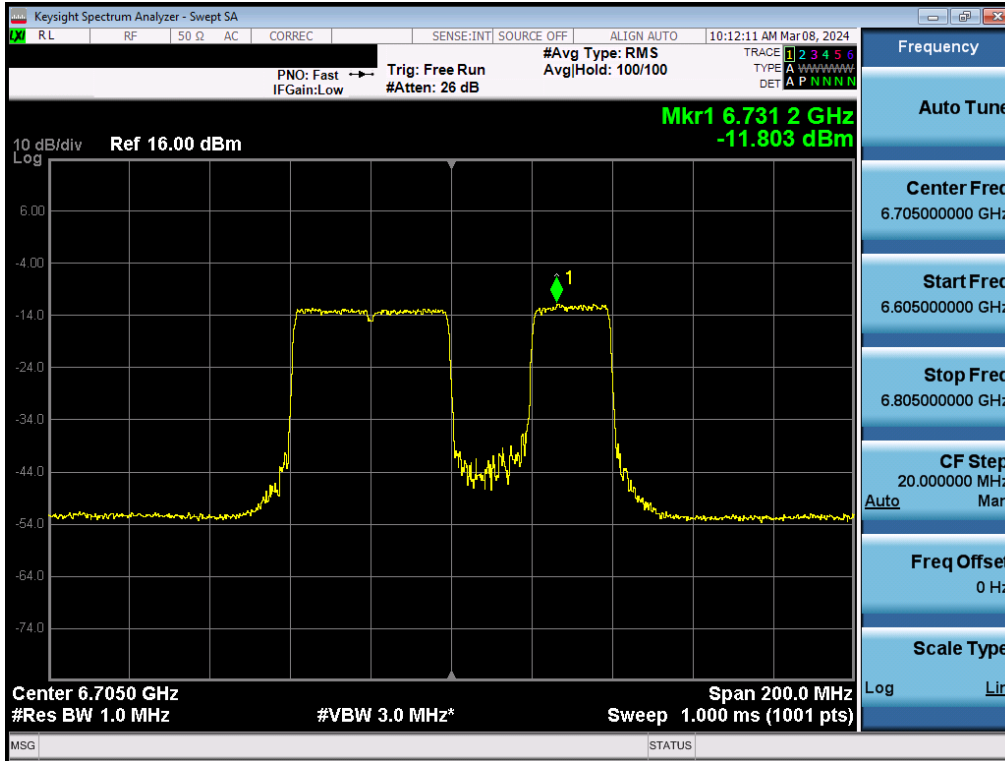 Keysight Spectrum Analyzer - Swept SA
LXI RL RF 50 Ω AC CORREC SENSE:INT SOURCE OFF ALIGN AUTO 10:12:11 AM Mar 08, 2024
PNO: Fast
IFGain:Low
Trig: Free Run
#Atten: 26 dB
#Avg Type: RMS
Avg|Hold: 100/100
TRACE 1 2 3 4 5 6
TYPE A WWWWW
DET A P N N N N
Mkr1 6.731 2 GHz
-11.803 dBm
10 dB/div Ref 16.00 dBm
Log
6.00
-4.00
-14.0
-24.0
-34.0
-44.0
-54.0
-64.0
-74.0
1
Center 6.7050 GHz Span 200.0 MHz
#Res BW 1.0 MHz #VBW 3.0 MHz* Sweep 1.000 ms (1001 pts)
MSG STATUS
Frequency
Auto Tune
Center Freq
6.705000000 GHz
Start Freq
6.605000000 GHz
Stop Freq
6.805000000 GHz
CF Step
20.000000 MHz
Auto Man
Freq Offset
0 Hz
Scale Type
Log Lin